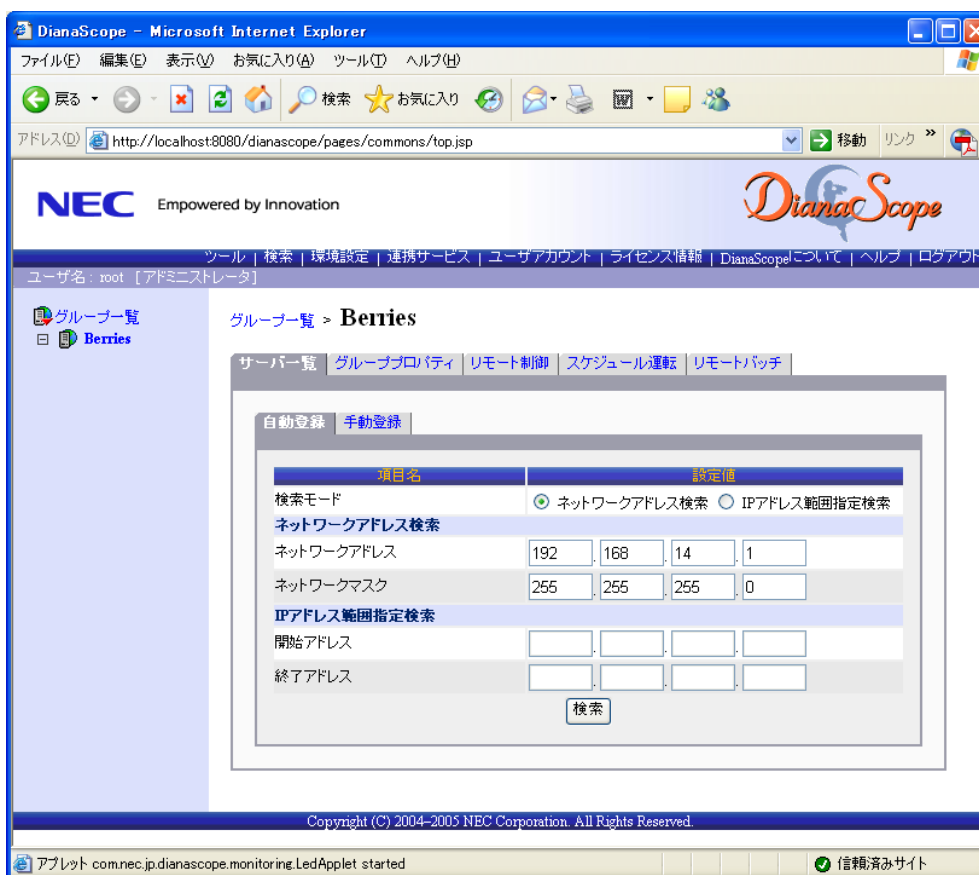 DianaScope - Microsoft Internet Explorer
ファイル(F) 編集(E) 表示(V) お気に入り(A) ツール(T) ヘルプ(H)
戻る 検索 お気に入り
アドレス(D) http://localhost:8080/dianascope/pages/commons/top.jsp 移動 リンク »
NEC Empowered by Innovation DianaScope
ツール | 検索 | 環境設定 | 連携サービス | ユーザアカウント | ライセンス情報 | DianaScopeについて | ヘルプ | ログアウト
ユーザ名 : root [アドミニストレータ]
グループ一覧
Berries
グループ一覧 > Berries
サーバ一覧 グループプロパティ リモート制御 スケジュール運転 リモートバッチ
自動登録 手動登録
項目名 設定値
検索モード ネットワークアドレス検索 IPアドレス範囲指定検索
ネットワークアドレス検索
ネットワークアドレス 192 . 168 . 14 . 1
ネットワークマスク 255 . 255 . 255 . 0
IPアドレス範囲指定検索
開始アドレス . . .
終了アドレス . . .
検索
Copyright (C) 2004-2005 NEC Corporation. All Rights Reserved.
アプレット com.nec.jp.dianascope.monitoring.LedApplet started 信頼済みサイト